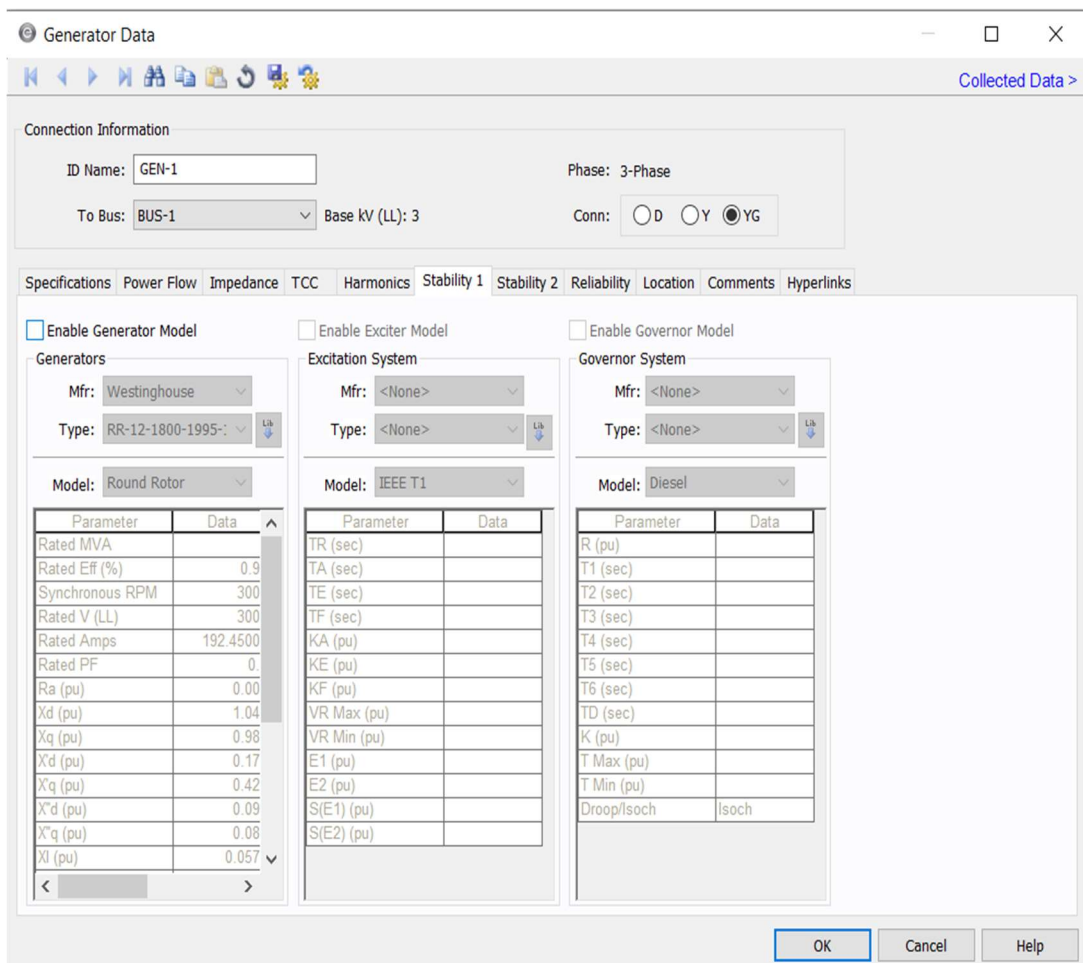 Generator Data
Collected Data >
Connection Information
ID Name: GEN-1
Phase: 3-Phase
To Bus: BUS-1 Base kV (LL): 3
Conn: D Y YG
Specifications Power Flow Impedance TCC Harmonics Stability 1 Stability 2 Reliability Location Comments Hyperlinks
Enable Generator Model
Generators
Mfr: Westinghouse
Type: RR-12-1800-1995-
Lib
Model: Round Rotor
Parameter Data
Rated MVA
Rated Eff (%) 0.9
Synchronous RPM 300
Rated V (LL) 300
Rated Amps 192.4500
Rated PF 0.
Ra (pu) 0.00
Xd (pu) 1.04
Xq (pu) 0.98
X'd (pu) 0.17
X'q (pu) 0.42
X"d (pu) 0.09
X"q (pu) 0.08
Xl (pu) 0.057
Enable Exciter Model
Excitation System
Mfr: <None>
Type: <None>
Lib
Model: IEEE T1
Parameter Data
TR (sec)
TA (sec)
TE (sec)
TF (sec)
KA (pu)
KE (pu)
KF (pu)
VR Max (pu)
VR Min (pu)
E1 (pu)
E2 (pu)
S(E1) (pu)
S(E2) (pu)
Enable Governor Model
Governor System
Mfr: <None>
Type: <None>
Lib
Model: Diesel
Parameter Data
R (pu)
T1 (sec)
T2 (sec)
T3 (sec)
T4 (sec)
T5 (sec)
T6 (sec)
TD (sec)
K (pu)
T Max (pu)
T Min (pu)
Droop/Isoch Isoch
OK Cancel Help